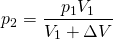 p_2 = \frac{p_1 V_1}{V_1 + \Delta V}